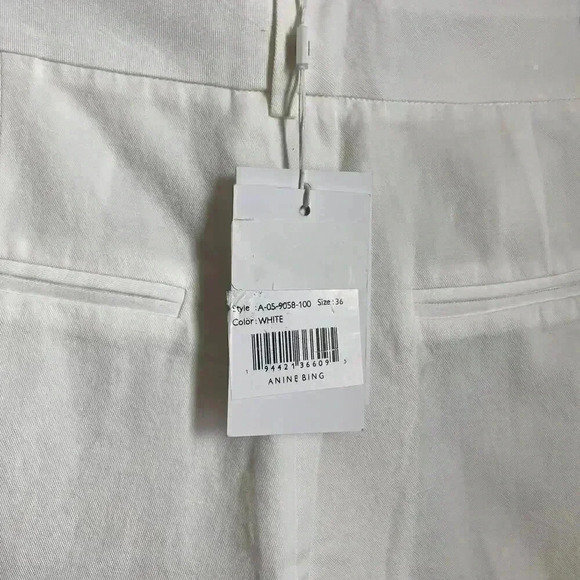 Style : A-05-9058-100 Size : 36
Color : WHITE
1 94421 36609 3
ANINE BING